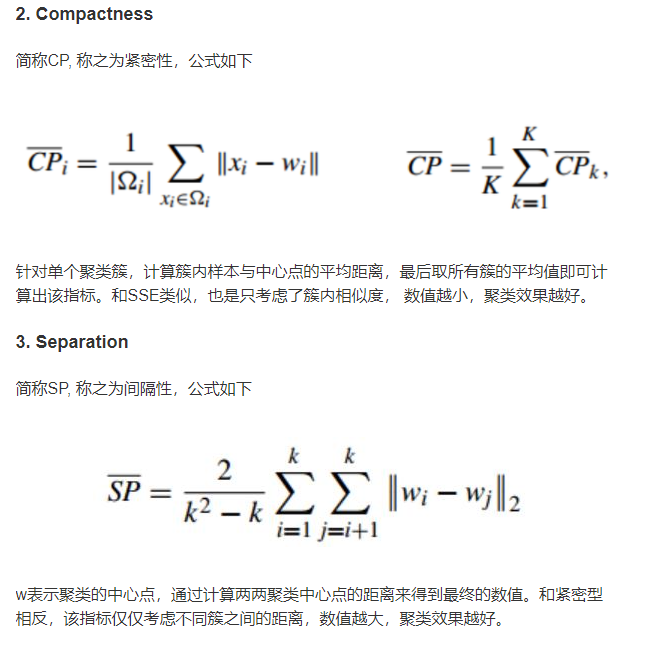 2. Compactness
简称CP, 称之为紧密性，公式如下
\overline{CP}_i = \frac{1}{|\Omega_i|} \sum_{x_i \in \Omega_i} \|x_i - w_i\|    \overline{CP} = \frac{1}{K} \sum_{k=1}^{K} \overline{CP}_k,
针对单个聚类簇，计算簇内样本与中心点的平均距离，最后取所有簇的平均值即可计
算出该指标。和SSE类似，也是只考虑了簇内相似度， 数值越小，聚类效果越好。
3. Separation
简称SP, 称之为间隔性，公式如下
\overline{SP} = \frac{2}{k^2 - k} \sum_{i=1}^{k} \sum_{j=i+1}^{k} \|w_i - w_j\|_2
w表示聚类的中心点，通过计算两两聚类中心点的距离来得到最终的数值。和紧密型
相反，该指标仅仅考虑不同簇之间的距离，数值越大，聚类效果越好。